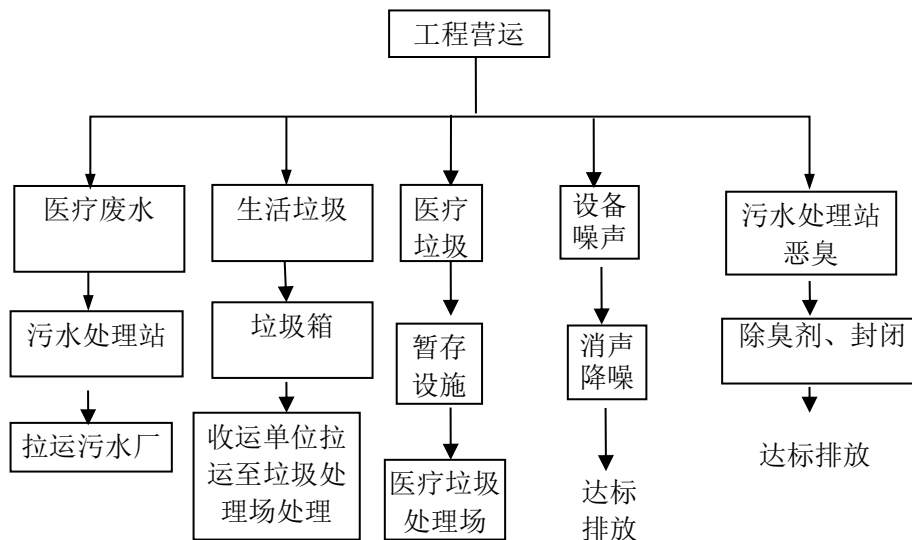 工程营运
医疗废水
生活垃圾
医疗
垃圾
设备
噪声
污水处理站
恶臭
污水处理站
垃圾箱
暂存
设施
消声
降噪
除臭剂、封闭
拉运污水厂
收运单位拉
运至垃圾处
理场处理
医疗垃圾
处理场
达标
排放
达标排放